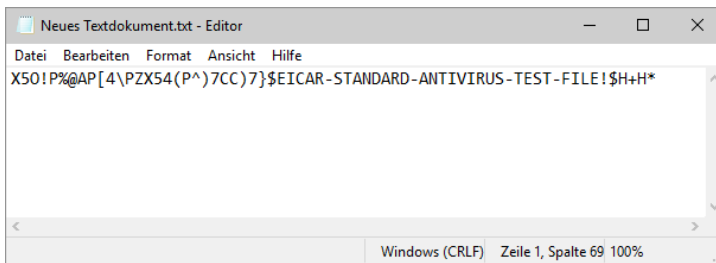 Neues Textdokument.txt - Editor
Datei Bearbeiten Format Ansicht Hilfe
X5O!P%@AP[4\PZX54(P^)7CC)7}$EICAR-STANDARD-ANTIVIRUS-TEST-FILE!$H+H*
Windows (CRLF) Zeile 1, Spalte 69 100%